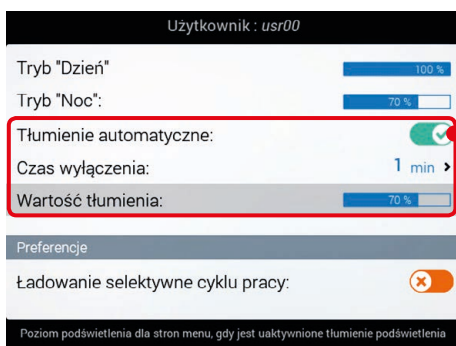 Użytkownik : usr00
Tryb "Dzień" 100 %
Tryb "Noc": 70 %
Tłumienie automatyczne:
Czas wyłączenia: 1 min >
Wartość tłumienia: 70 %
Preferencje
Ładowanie selektywne cyklu pracy:
Poziom podświetlenia dla stron menu, gdy jest uaktywnione tłumienie podświetlenia